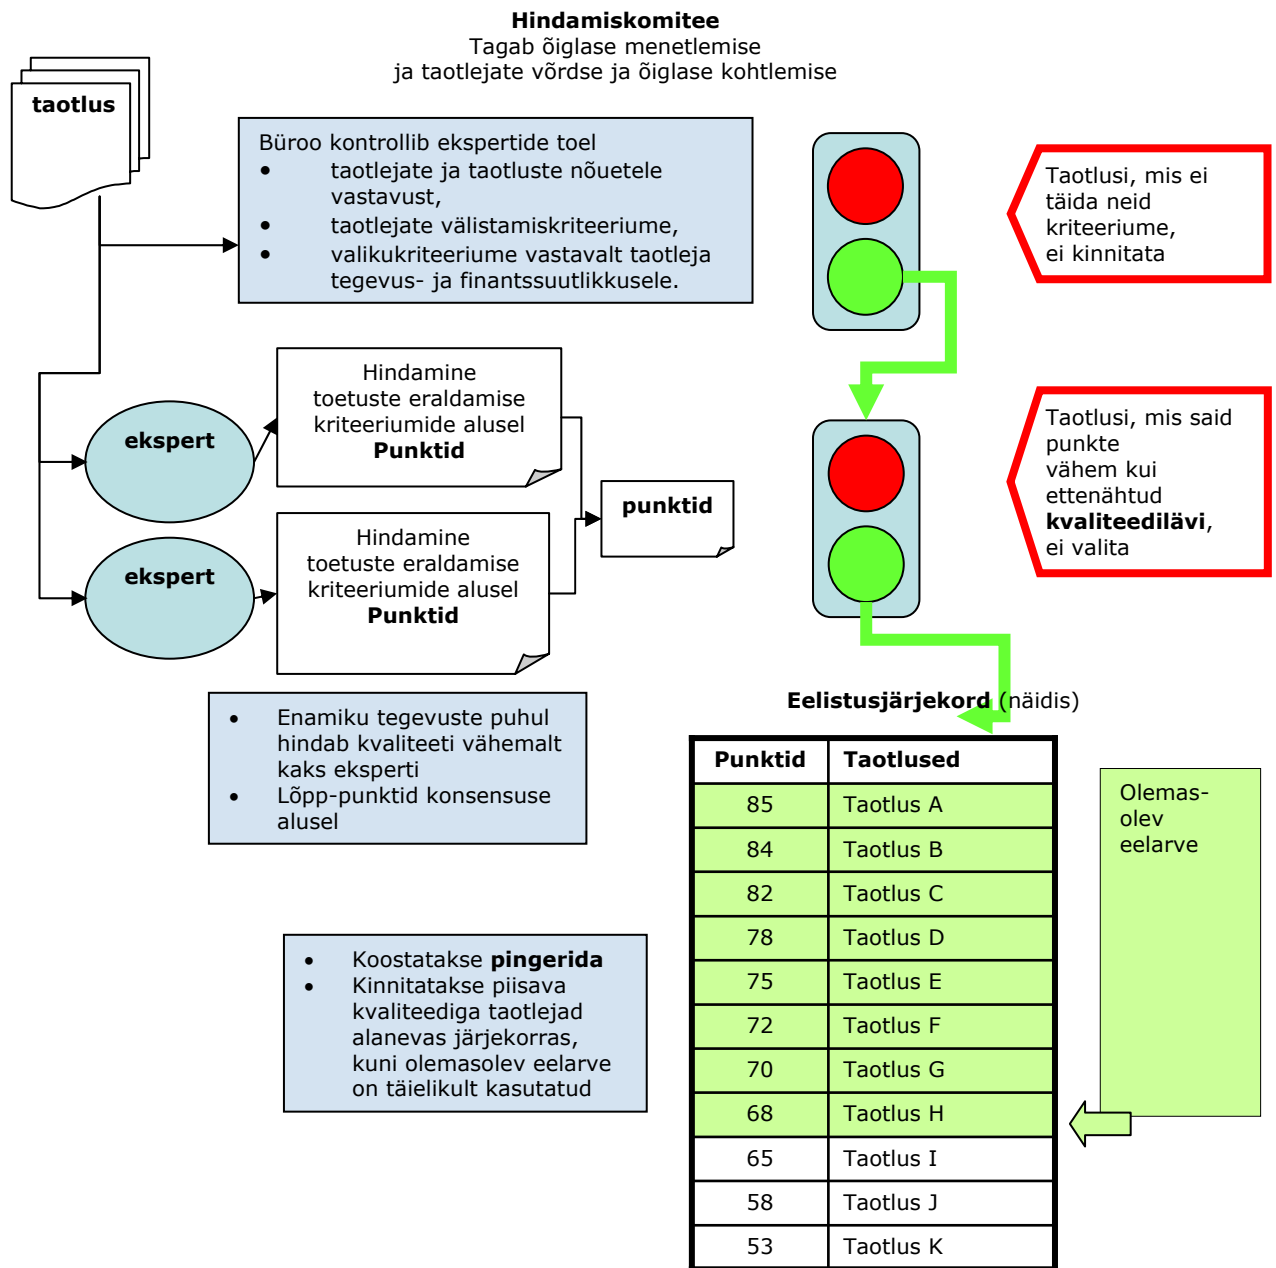 Hindamiskomitee
Tagab õiglase menetlemise
ja taotlejate võrdse ja õiglase kohtlemise
taotlus
Büroo kontrollib ekspertide toel
• taotlejate ja taotluste nõuetele
vastavust,
• taotlejate välistamiskriteeriume,
• valikukriteeriume vastavalt taotleja
tegevus- ja finantssuutlikkusele.
Taotlusi, mis ei
täida neid
kriteeriume,
ei kinnitata
ekspert
Hindamine
toetuste eraldamise
kriteeriumide alusel
Punktid
ekspert
Hindamine
toetuste eraldamise
kriteeriumide alusel
Punktid
punktid
Taotlusi, mis said
punkte
vähem kui
ettenähtud
kvaliteedilävi,
ei valita
• Enamiku tegevuste puhul
hindab kvaliteeti vähemalt
kaks eksperti
• Lõpp-punktid konsensuse
alusel
• Koostatakse pingerida
• Kinnitatakse piisava
kvaliteediga taotlejad
alanevas järjekorras,
kuni olemasolev eelarve
on täielikult kasutatud
Eelistusjärjekord (näidis)
Punktid Taotlused
85 Taotlus A
84 Taotlus B
82 Taotlus C
78 Taotlus D
75 Taotlus E
72 Taotlus F
70 Taotlus G
68 Taotlus H
65 Taotlus I
58 Taotlus J
53 Taotlus K
Olemas-
olev
eelarve